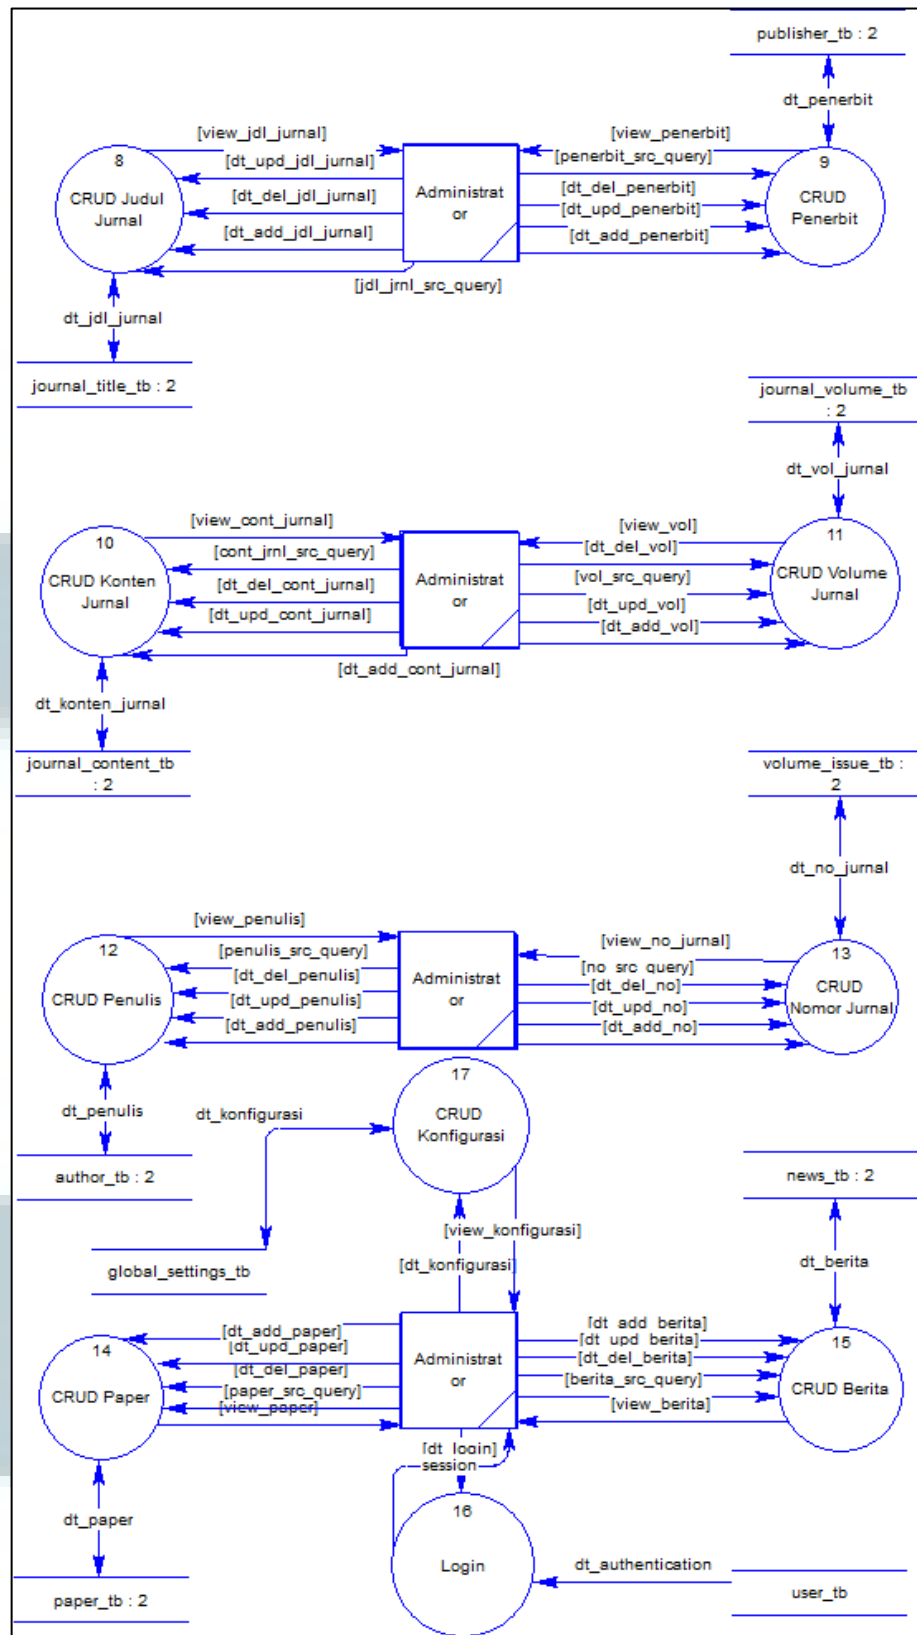 publisher_tb : 2
dt_penerbit
[view_jdl_jurnal]
[dt_upd_jdl_jurnal]
[dt_del_jdl_jurnal]
[dt_add_jdl_jurnal]
[jdl_jrnl_src_query]
8
CRUD Judul
Jurnal
Administrat
or
[view_penerbit]
[penerbit_src_query]
[dt_del_penerbit]
[dt_upd_penerbit]
[dt_add_penerbit]
9
CRUD
Penerbit
dt_jdl_jurnal
journal_title_tb : 2
journal_volume_tb
: 2
dt_vol_jurnal
[view_cont_jurnal]
[cont_jrnl_src_query]
[dt_del_cont_jurnal]
[dt_upd_cont_jurnal]
[dt_add_cont_jurnal]
10
CRUD Konten
Jurnal
Administrat
or
[view_vol]
[dt_del_vol]
[vol_src_query]
[dt_upd_vol]
[dt_add_vol]
11
CRUD Volume
Jurnal
dt_konten_jurnal
journal_content_tb
: 2
volume_issue_tb :
2
dt_no_jurnal
[view_penulis]
[penulis_src_query]
[dt_del_penulis]
[dt_upd_penulis]
[dt_add_penulis]
12
CRUD Penulis
Administrat
or
[view_no_jurnal]
[no_src_query]
[dt_del_no]
[dt_upd_no]
[dt_add_no]
13
CRUD
Nomor Jurnal
dt_penulis
author_tb : 2
dt_konfigurasi
17
CRUD
Konfigurasi
global_settings_tb
[view_konfigurasi]
[dt_konfigurasi]
news_tb : 2
dt_berita
[dt_add_paper]
[dt_upd_paper]
[dt_del_paper]
[paper_src_query]
[view_paper]
14
CRUD Paper
Administrat
or
[dt_add_berita]
[dt_upd_berita]
[dt_del_berita]
[berita_src_query]
[view_berita]
15
CRUD Berita
[dt_login]
session
16
Login
dt_paper
paper_tb : 2
dt_authentication
user_tb